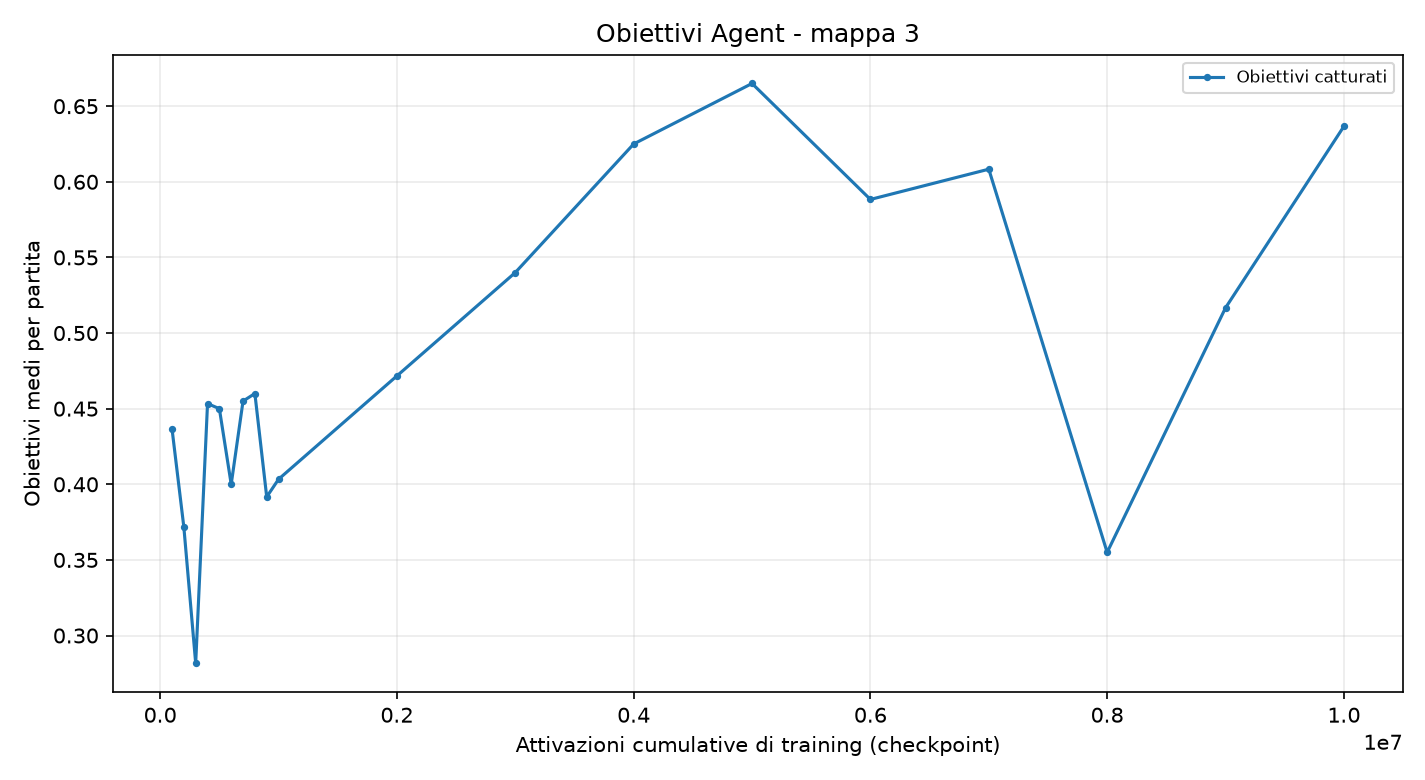 Obiettivi Agent - mappa 3
Obiettivi catturati
Obiettivi medi per partita
0.65
0.60
0.55
0.50
0.45
0.40
0.35
0.30
0.0 0.2 0.4 0.6 0.8 1.0
1e7
Attivazioni cumulative di training (checkpoint)